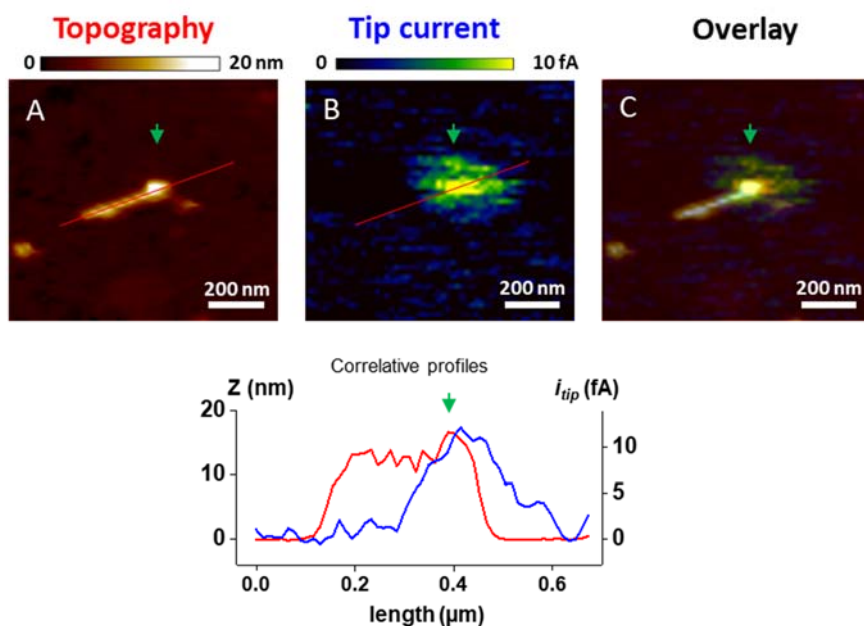 Topography Tip current Overlay
0 20 nm 0 10 fA
A B C
200 nm 200 nm 200 nm
Correlative profiles
Z (nm) i_tip (fA)
20
10
10
5
0 0
0.0 0.2 0.4 0.6
length (μm)